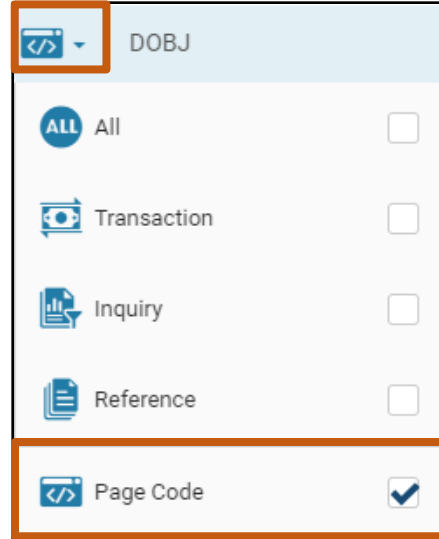 </> DOBJ
ALL All
Transaction
Inquiry
Reference
</> Page Code